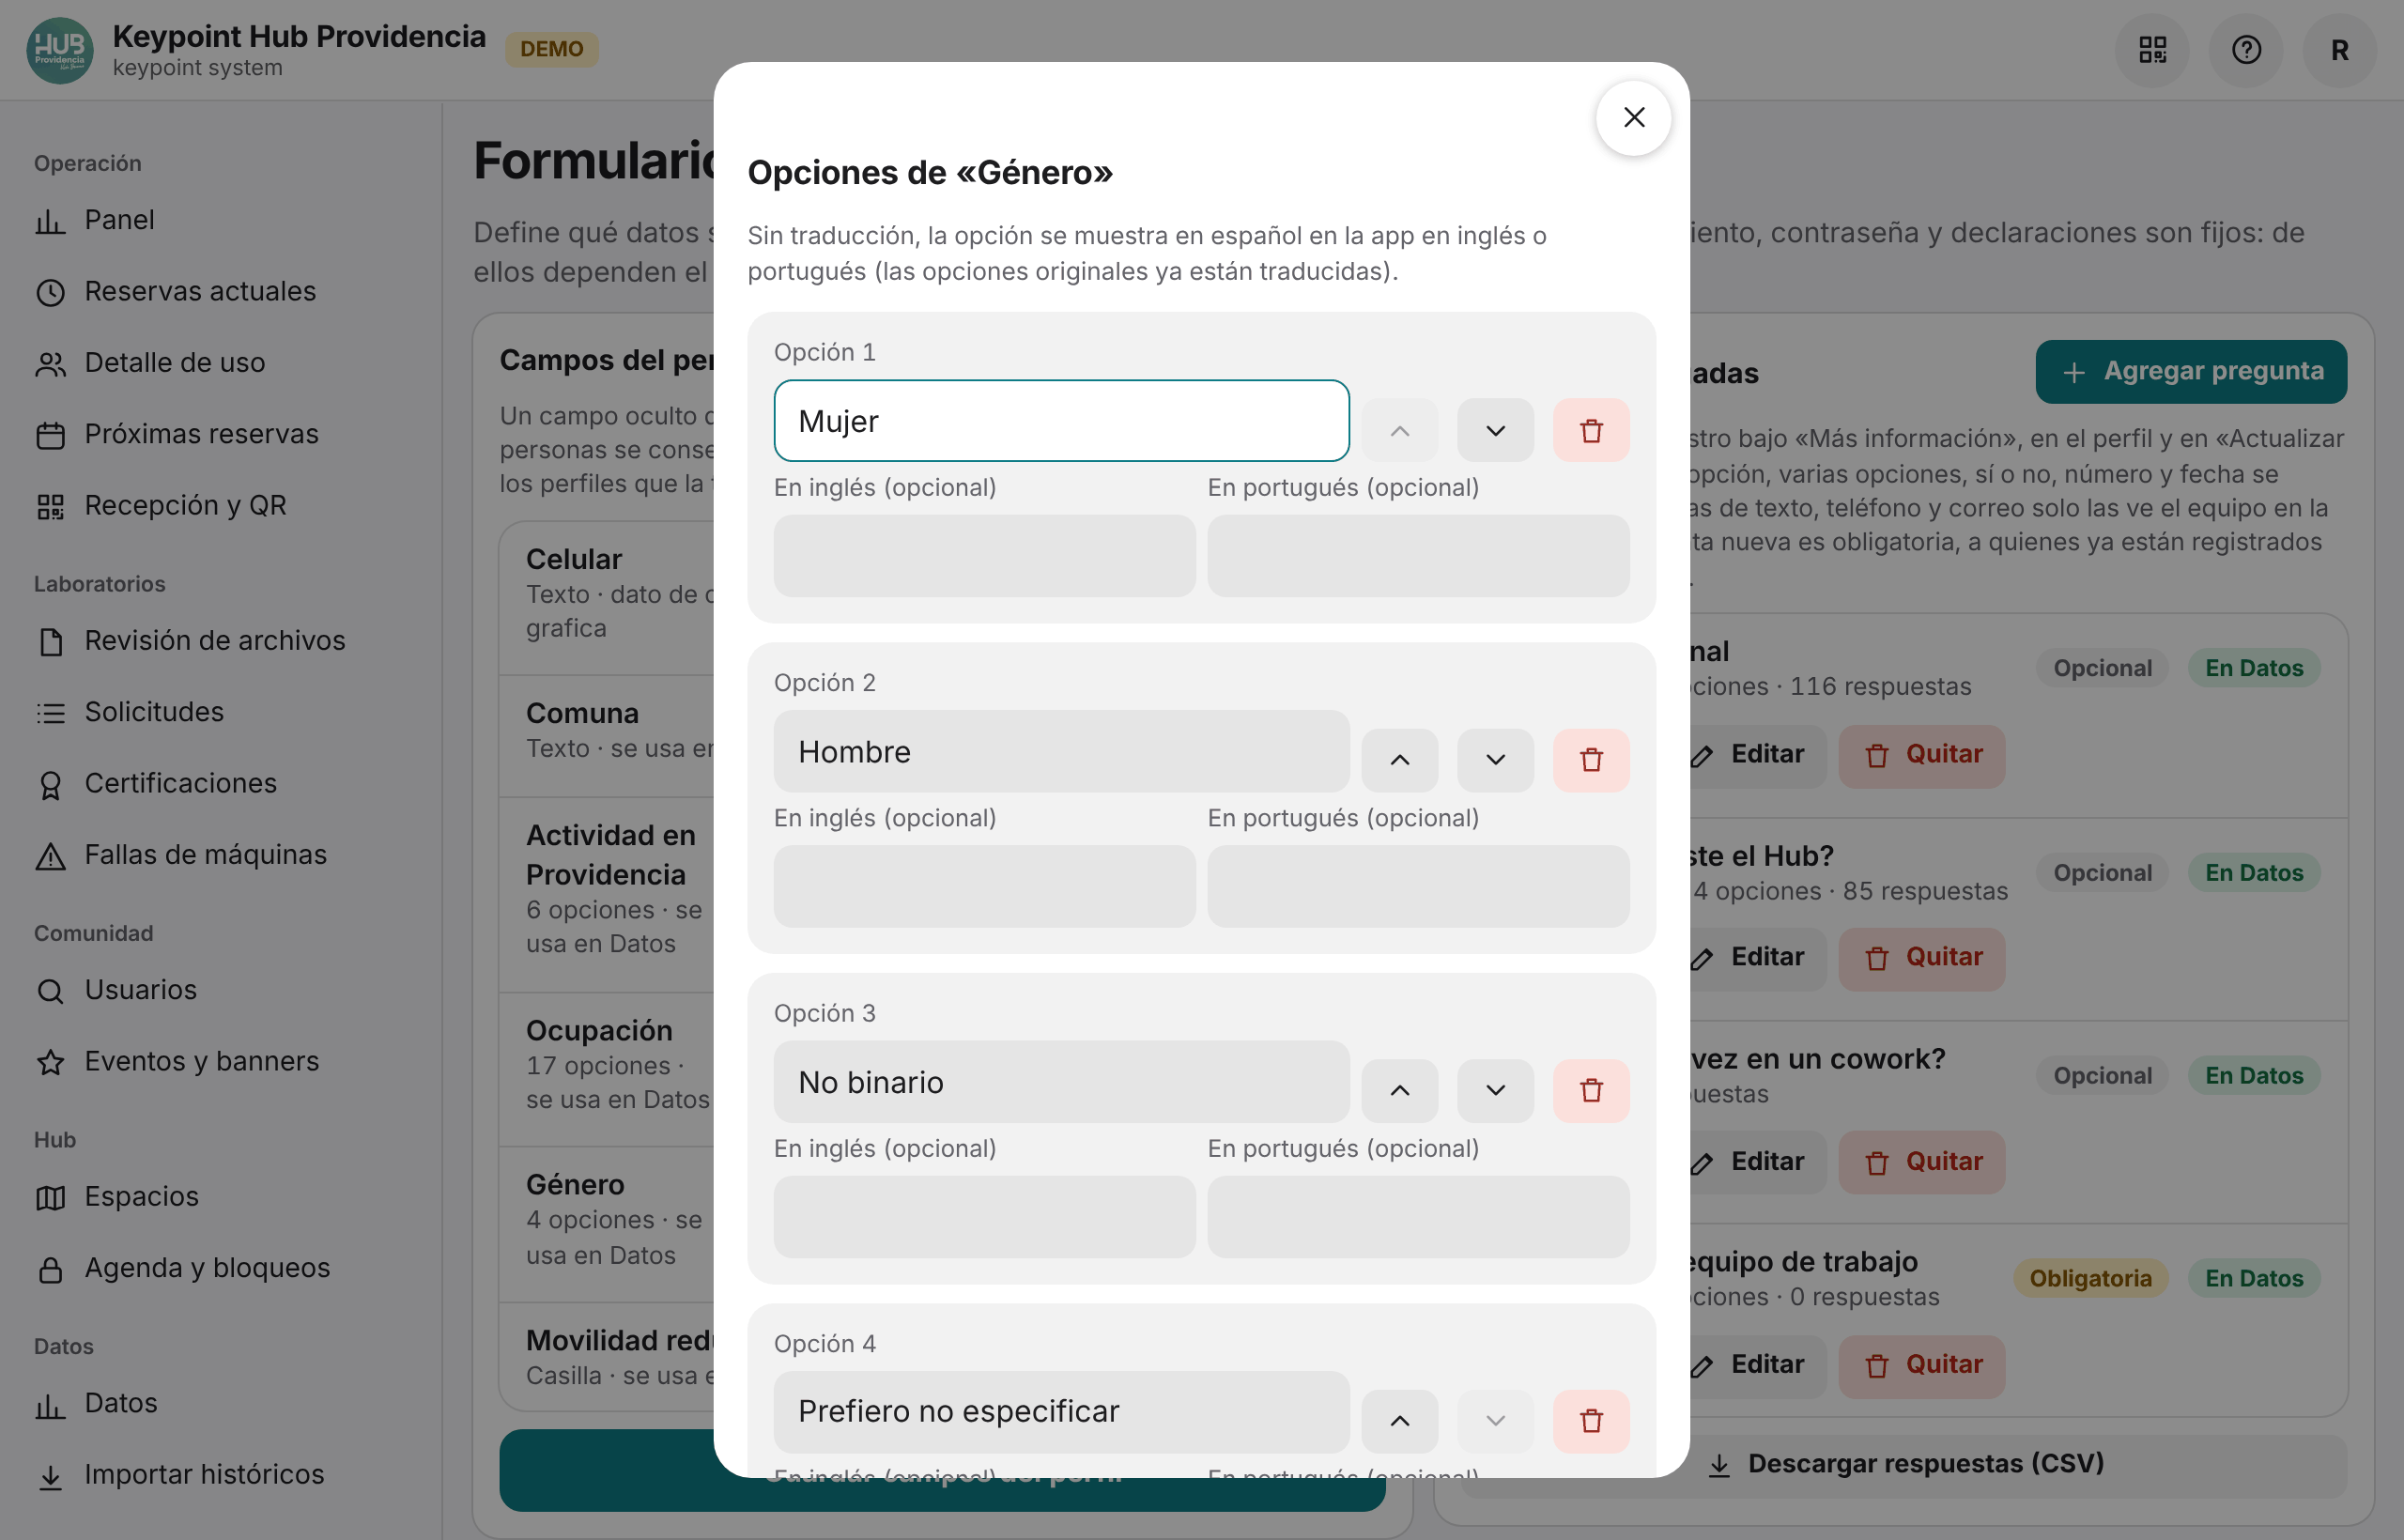 HUB
Providencia
Keypoint Hub Providencia
keypoint system
DEMO
R
Operación
Panel
Reservas actuales
Detalle de uso
Próximas reservas
Recepción y QR
Laboratorios
Revisión de archivos
Solicitudes
Certificaciones
Fallas de máquinas
Comunidad
Usuarios
Eventos y banners
Hub
Espacios
Agenda y bloqueos
Datos
Datos
Importar históricos
Formulario
Define qué datos
ellos dependen el
iento, contraseña y declaraciones son fijos: de
Campos del per
Un campo oculto
personas se conse
los perfiles que la
Celular
Texto · dato de
grafica
Comuna
Texto · se usa en
Actividad en
Providencia
6 opciones · se
usa en Datos
Ocupación
17 opciones ·
se usa en Datos
Género
4 opciones · se
usa en Datos
Movilidad red
Casilla · se usa e
Opciones de «Género»
Sin traducción, la opción se muestra en español en la app en inglés o
portugués (las opciones originales ya están traducidas).
Opción 1
Mujer
En inglés (opcional) En portugués (opcional)
Opción 2
Hombre
En inglés (opcional) En portugués (opcional)
Opción 3
No binario
En inglés (opcional) En portugués (opcional)
Opción 4
Prefiero no especificar
En inglés (opcional) En portugués (opcional)
adas
Agregar pregunta
stro bajo «Más información», en el perfil y en «Actualizar
opción, varias opciones, sí o no, número y fecha se
as de texto, teléfono y correo solo las ve el equipo en la
ta nueva es obligatoria, a quienes ya están registrados
nal
Opcional En Datos
ciones · 116 respuestas
Editar Quitar
ste el Hub?
Opcional En Datos
4 opciones · 85 respuestas
Editar Quitar
vez en un cowork?
Opcional En Datos
uestas
Editar Quitar
equipo de trabajo
Obligatoria En Datos
ciones · 0 respuestas
Editar Quitar
Descargar respuestas (CSV)